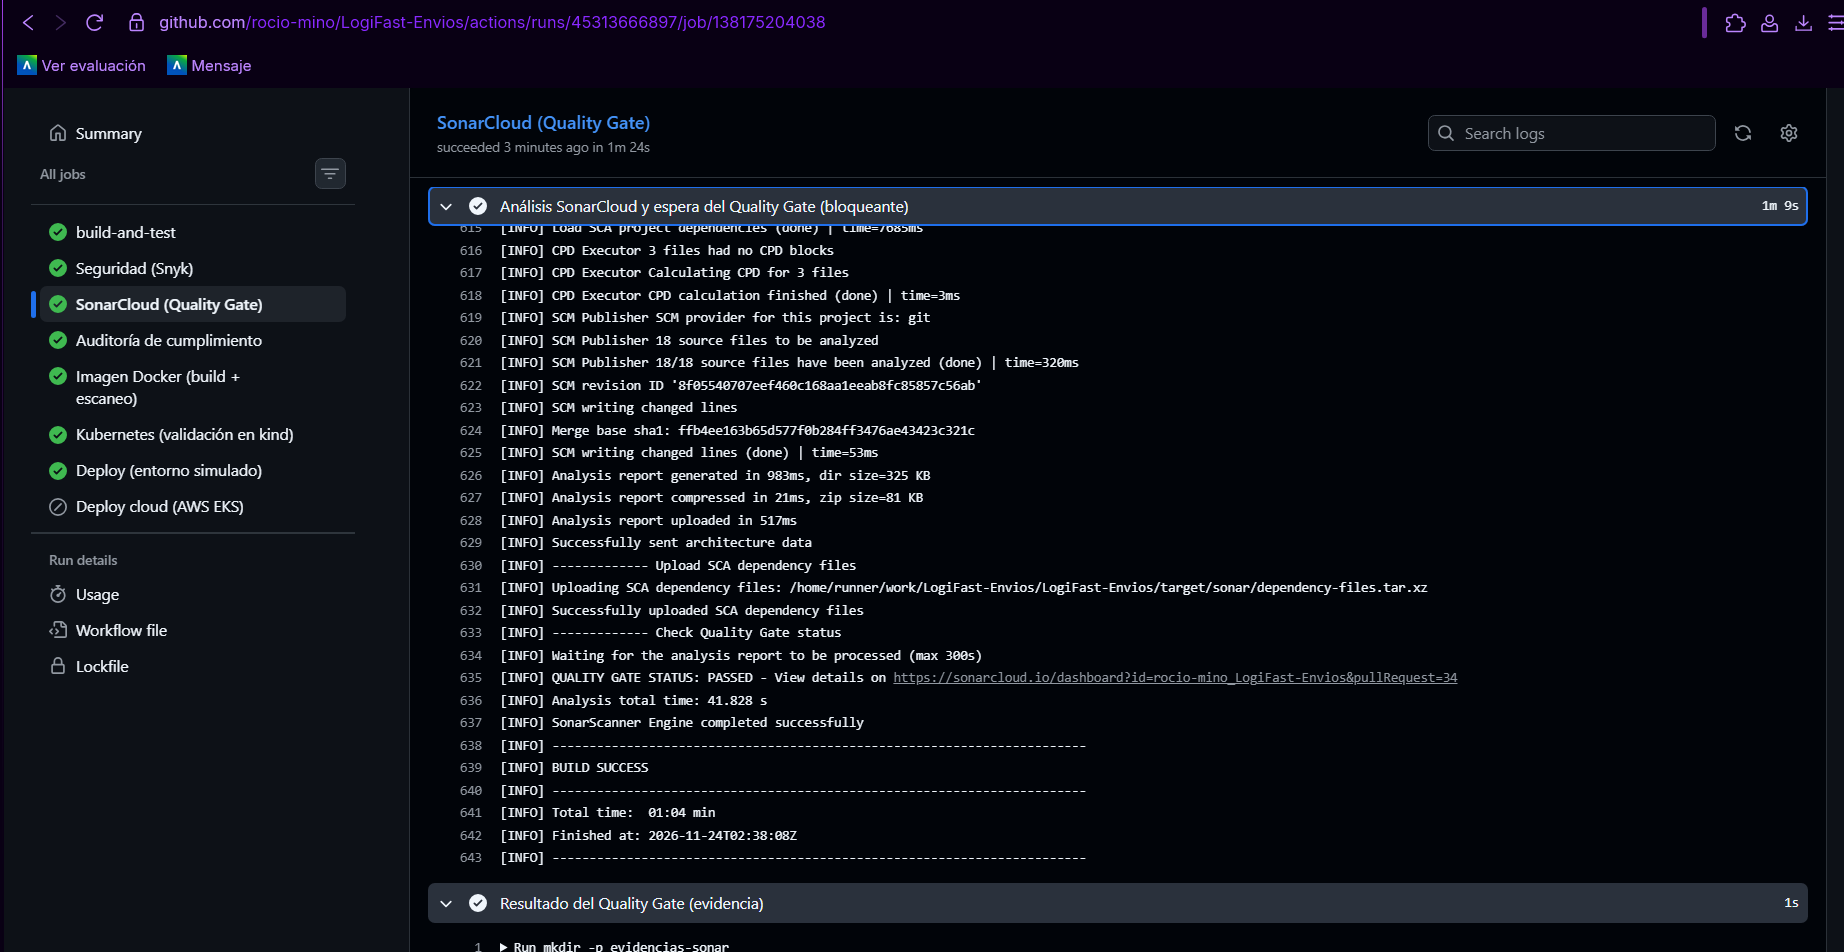 github.com/rocio-mino/LogiFast-Envios/actions/runs/45313666897/job/138175204038
Ver evaluación
Mensaje
Summary
All jobs
build-and-test
Seguridad (Snyk)
SonarCloud (Quality Gate)
Auditoría de cumplimiento
Imagen Docker (build +
escaneo)
Kubernetes (validación en kind)
Deploy (entorno simulado)
Deploy cloud (AWS EKS)
Run details
Usage
Workflow file
Lockfile
SonarCloud (Quality Gate)
succeeded 3 minutes ago in 1m 24s
Search logs
Análisis SonarCloud y espera del Quality Gate (bloqueante) 1m 9s
615 [INFO] Load SCA project dependencies (done) | time=7685ms
616 [INFO] CPD Executor 3 files had no CPD blocks
617 [INFO] CPD Executor Calculating CPD for 3 files
618 [INFO] CPD Executor CPD calculation finished (done) | time=3ms
619 [INFO] SCM Publisher SCM provider for this project is: git
620 [INFO] SCM Publisher 18 source files to be analyzed
621 [INFO] SCM Publisher 18/18 source files have been analyzed (done) | time=320ms
622 [INFO] SCM revision ID '8f05540707eef460c168aa1eeab8fc85857c56ab'
623 [INFO] SCM writing changed lines
624 [INFO] Merge base sha1: ffb4ee163b65d577f0b284ff3476ae43423c321c
625 [INFO] SCM writing changed lines (done) | time=53ms
626 [INFO] Analysis report generated in 983ms, dir size=325 KB
627 [INFO] Analysis report compressed in 21ms, zip size=81 KB
628 [INFO] Analysis report uploaded in 517ms
629 [INFO] Successfully sent architecture data
630 [INFO] ------------- Upload SCA dependency files
631 [INFO] Uploading SCA dependency files: /home/runner/work/LogiFast-Envios/LogiFast-Envios/target/sonar/dependency-files.tar.xz
632 [INFO] Successfully uploaded SCA dependency files
633 [INFO] ------------- Check Quality Gate status
634 [INFO] Waiting for the analysis report to be processed (max 300s)
635 [INFO] QUALITY GATE STATUS: PASSED - View details on https://sonarcloud.io/dashboard?id=rocio-mino_LogiFast-Envios&pullRequest=34
636 [INFO] Analysis total time: 41.828 s
637 [INFO] SonarScanner Engine completed successfully
638 [INFO] ------------------------------------------------------------------------
639 [INFO] BUILD SUCCESS
640 [INFO] ------------------------------------------------------------------------
641 [INFO] Total time:  01:04 min
642 [INFO] Finished at: 2026-11-24T02:38:08Z
643 [INFO] ------------------------------------------------------------------------
Resultado del Quality Gate (evidencia) 1s
1 ▶ Run mkdir -p evidencias-sonar